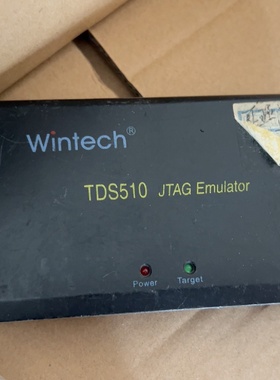 Wintech®
TDS510 JTAG Emulator
Power Target